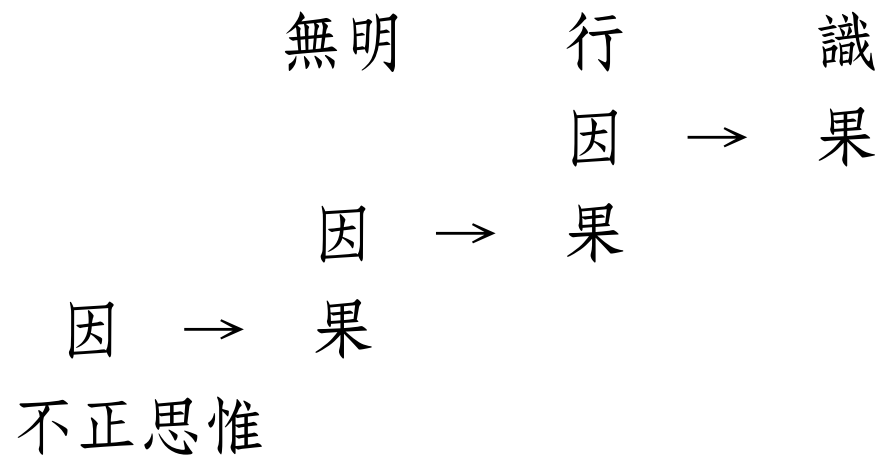 無明 行 識
因 → 果
因 → 果
因 → 果
不正思惟